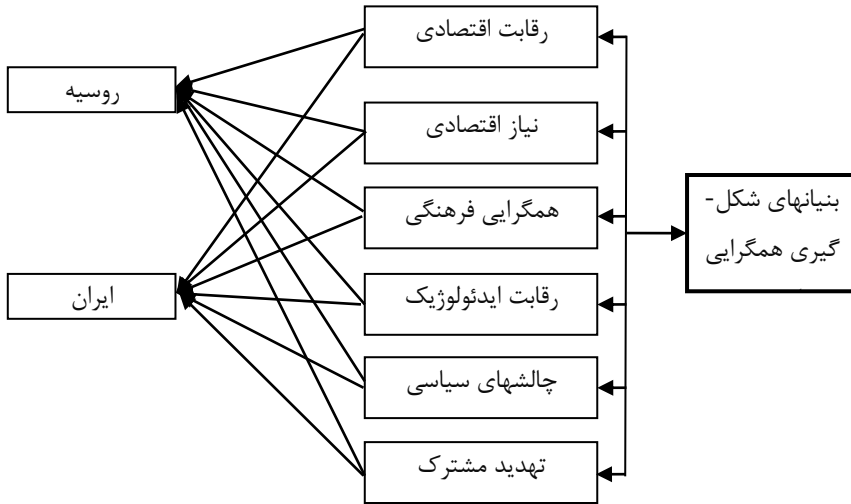 بنیانهای شکل-
گیری همگرایی
رقابت اقتصادی
نیاز اقتصادی
همگرایی فرهنگی
رقابت ایدئولوژیک
چالشهای سیاسی
تهدید مشترک
روسیه
ایران